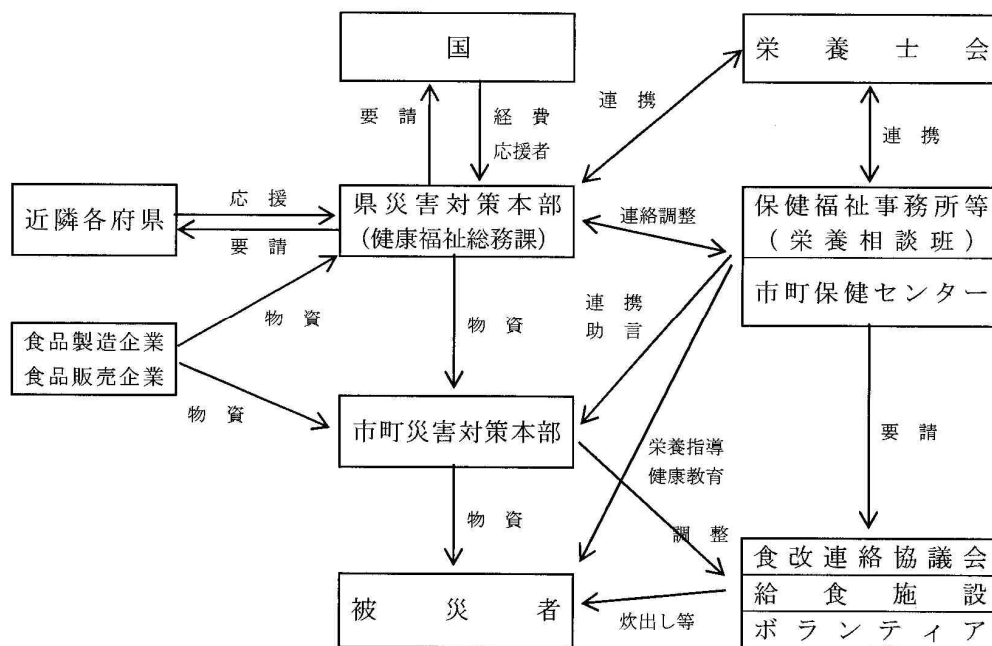 国
栄養士会
要請
経費
応援者
連携
連携
近隣各府県
応援
要請
県災害対策本部
(健康福祉総務課)
連絡調整
保健福祉事務所等
(栄養相談班)
市町保健センター
食品製造企業
食品販売企業
物資
物資
物資
連携
助言
市町災害対策本部
栄養指導
健康教育
要請
物資
調整
被災者
炊出し等
食改連絡協議会
給食施設
ボランティア